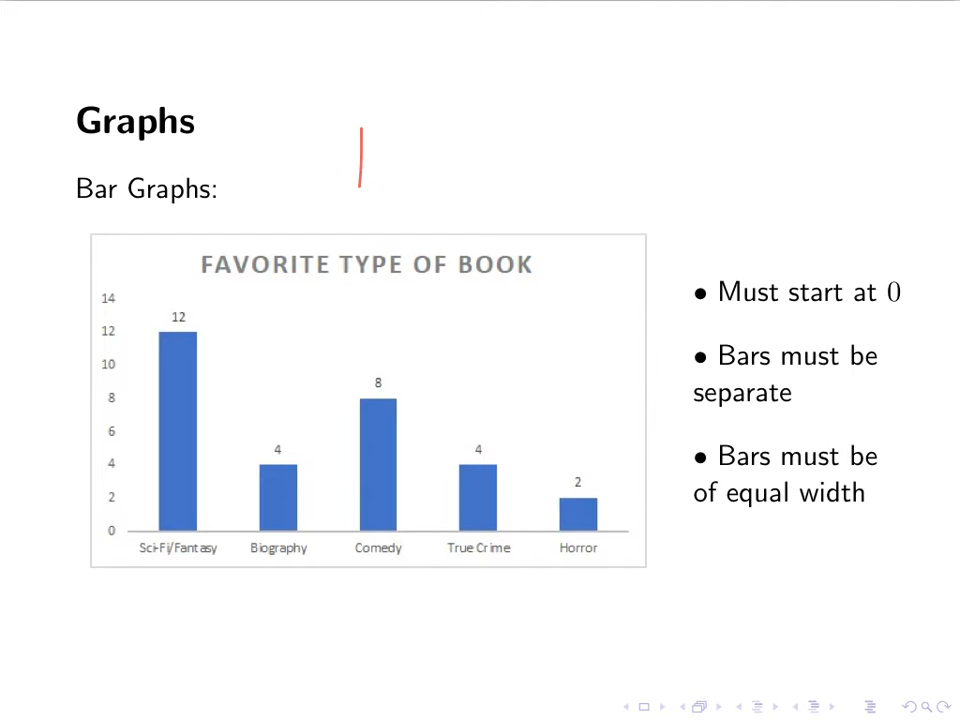 Graphs
Bar Graphs:
FAVORITE TYPE OF BOOK
14
12
10
8
6
4
2
0
12
4
8
4
2
Sci-Fi/Fantasy Biography Comedy True Crime Horror
• Must start at 0
• Bars must be
separate
• Bars must be
of equal width